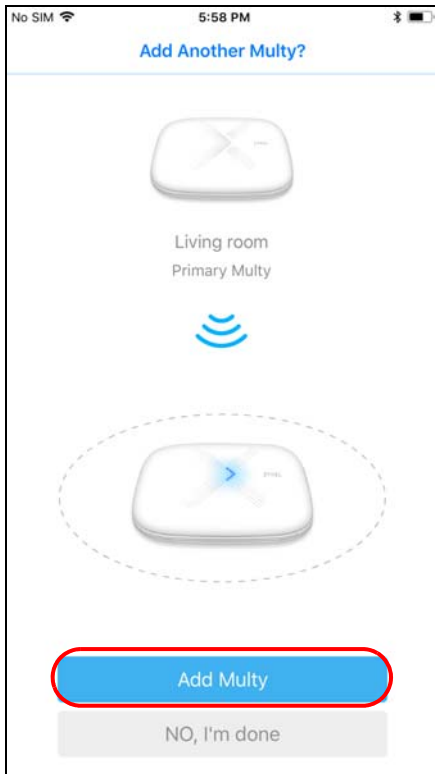 No SIM 5:58 PM
Add Another Multy?
Living room
Primary Multy
Add Multy
NO, I'm done